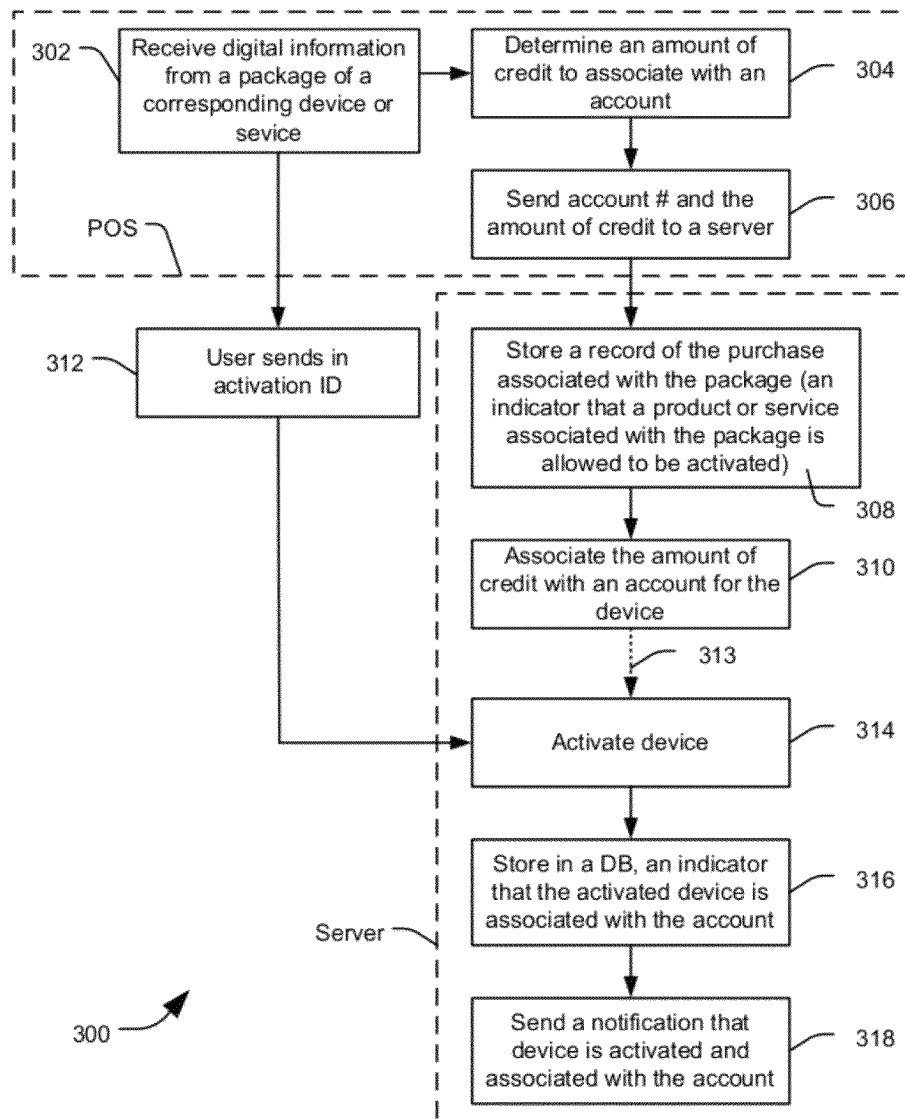 302
Receive digital information
from a package of a
corresponding device or
sevice
Determine an amount of
credit to associate with an
account
304
Send account # and the
amount of credit to a server
306
POS
312
User sends in
activation ID
Store a record of the purchase
associated with the package (an
indicator that a product or service
associated with the package is
allowed to be activated)
308
Associate the amount of
credit with an account for the
device
310
313
Activate device
314
Store in a DB, an indicator
that the activated device is
associated with the account
316
Server
Send a notification that
device is activated and
associated with the account
318
300